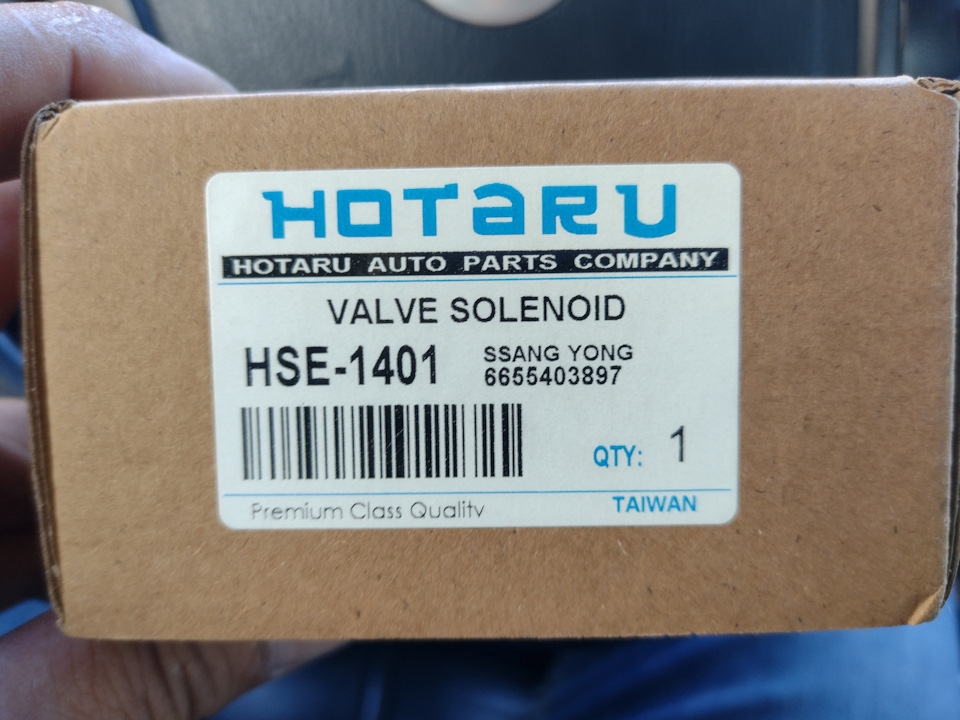 HOTaRU
HOTARU AUTO PARTS COMPANY
VALVE SOLENOID
HSE-1401
SSANG YONG
6655403897
QTY: 1
Premium Class Quality
TAIWAN